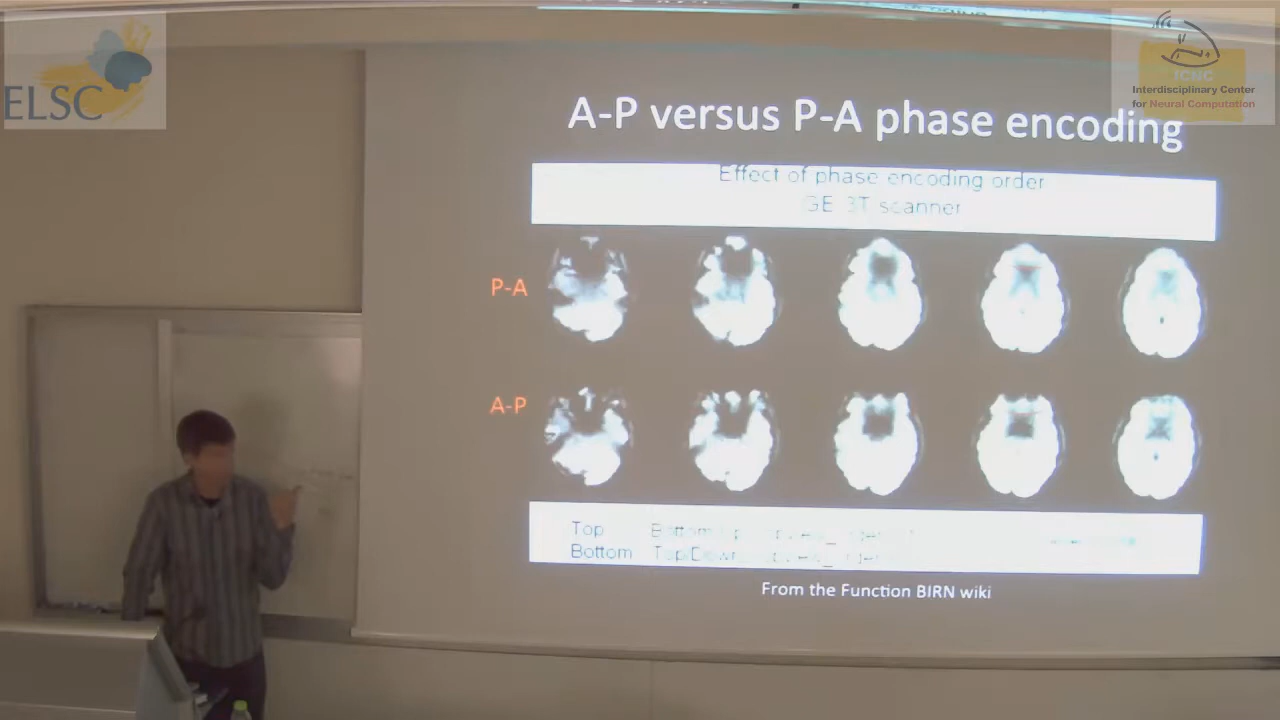 ELSC
ICNC
Interdisciplinary Center
for Neural Computation
A-P versus P-A phase encoding
Effect of phase encoding order
GE 3T scanner
P-A
A-P
Top
Bottom
From the Function BIRN wiki